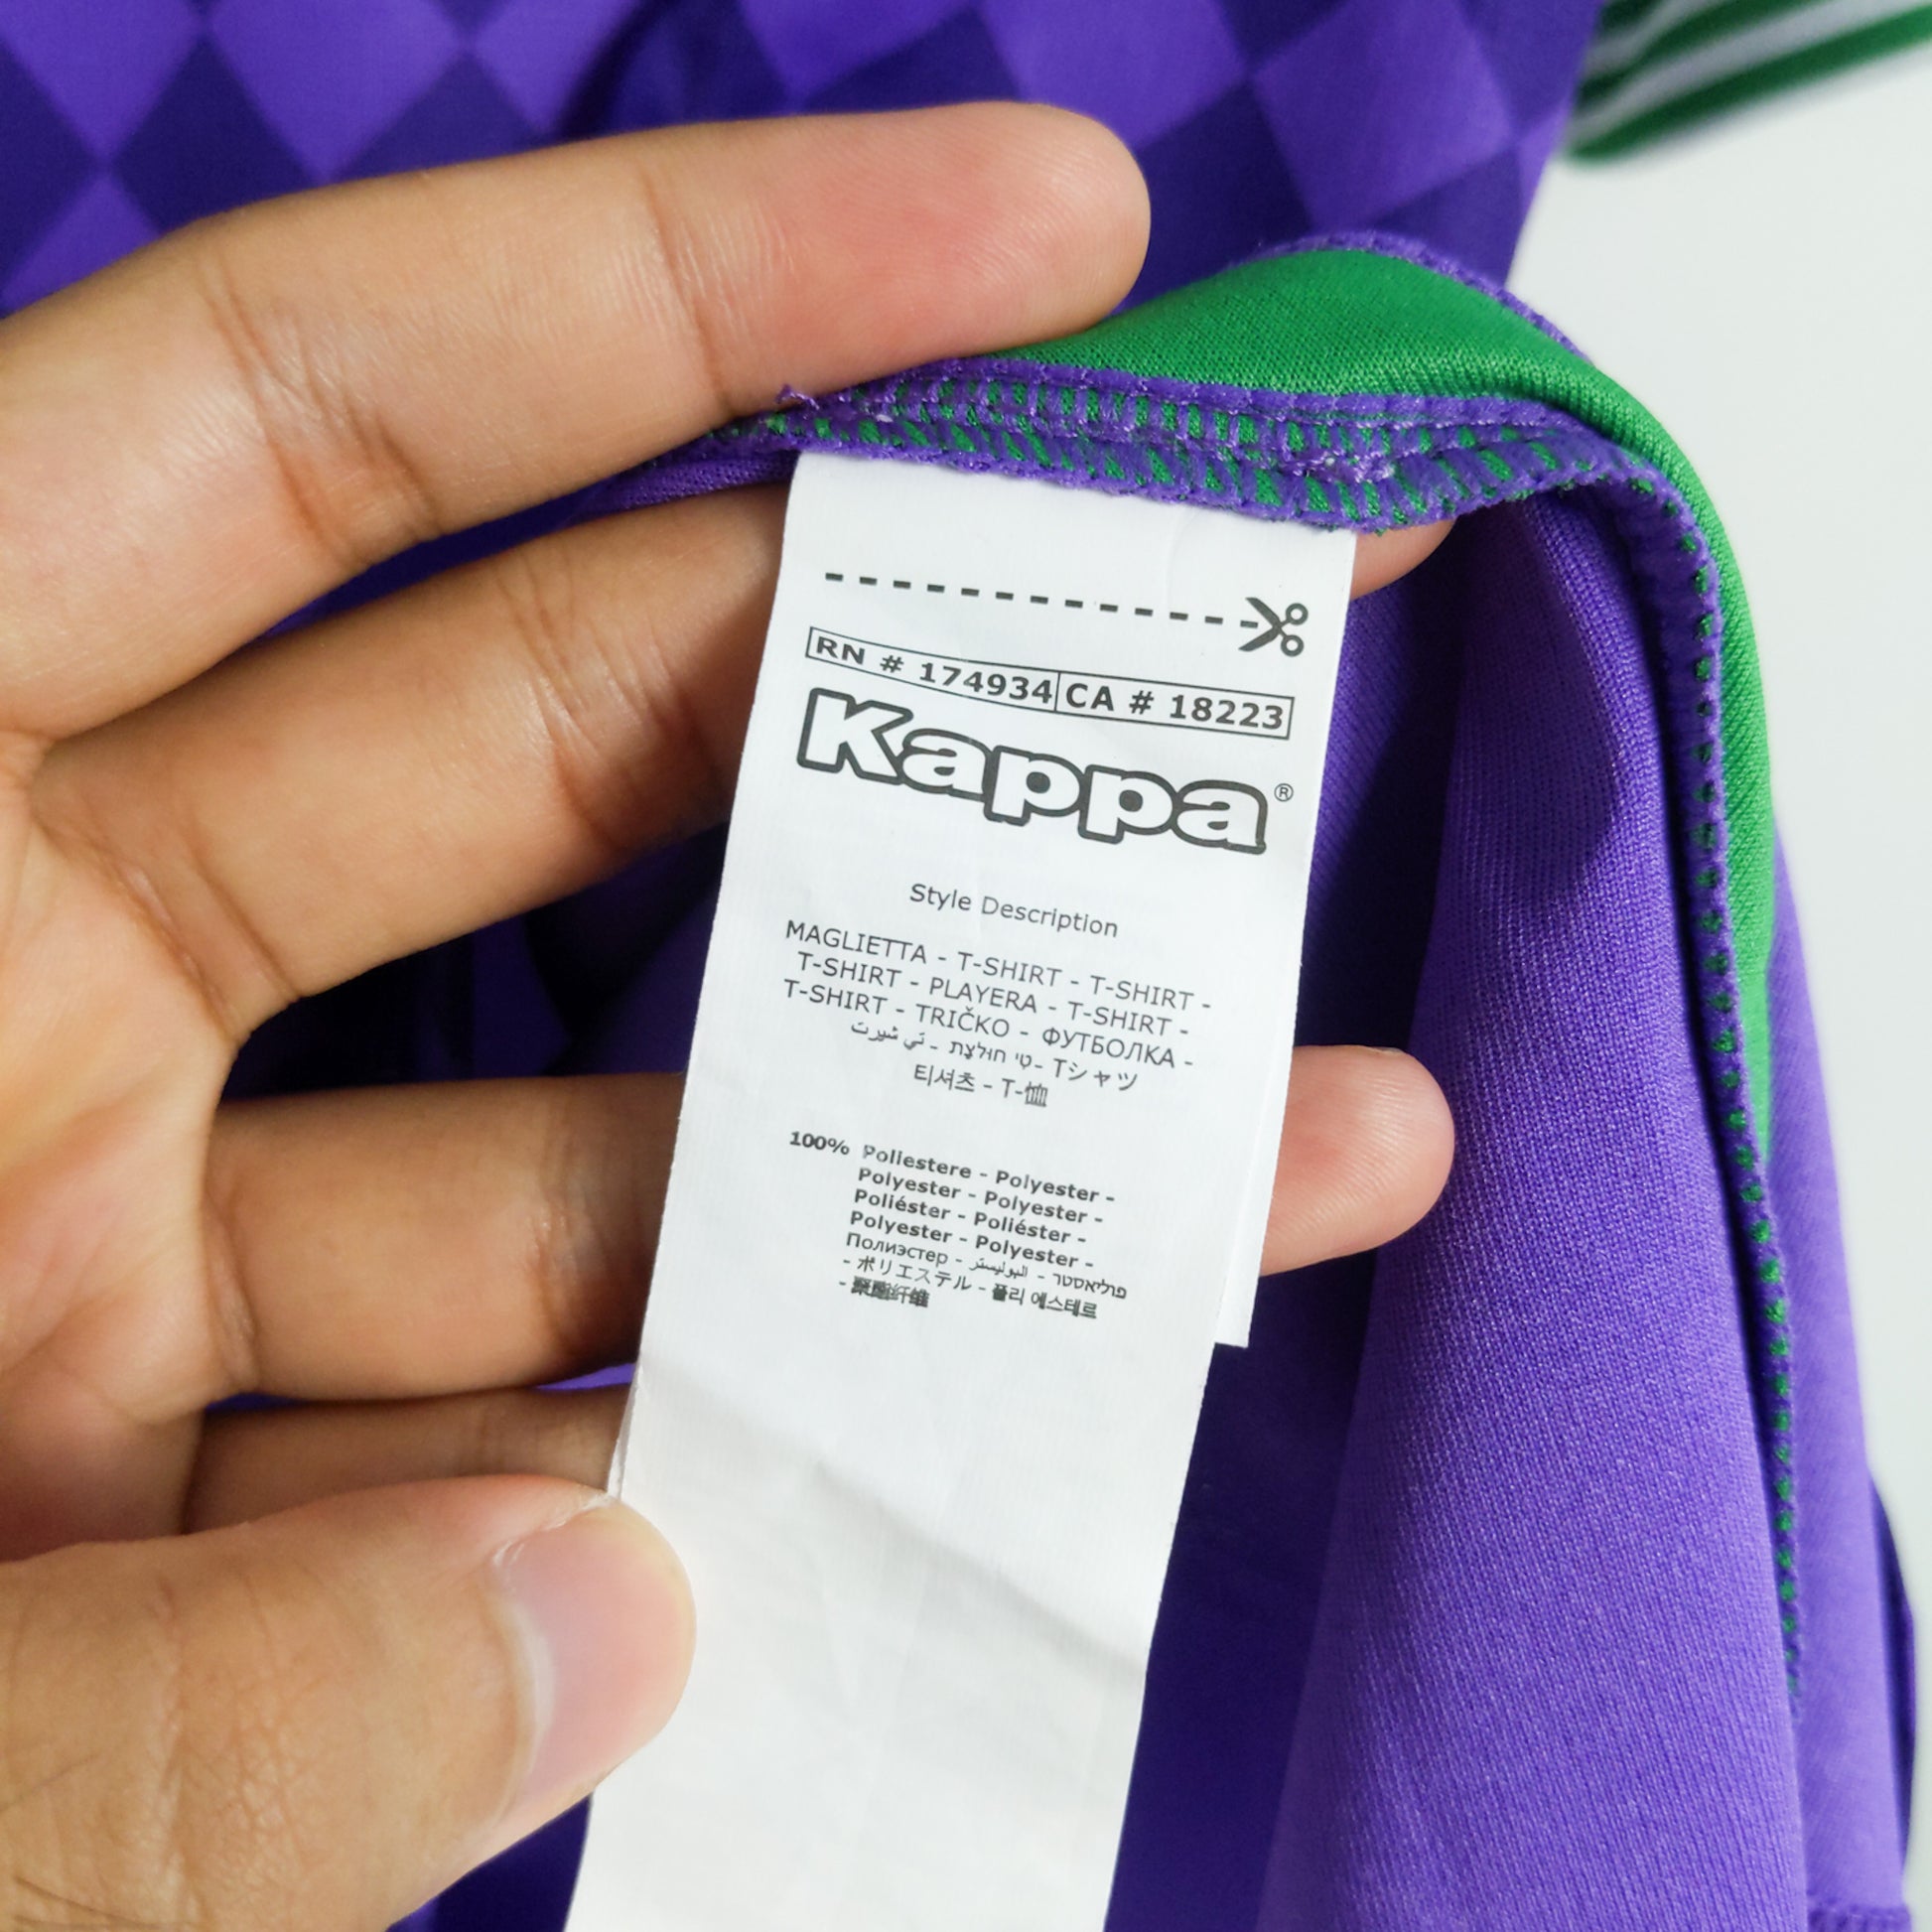 RN # 174934 CA # 18223
Kappa®
Style Description
MAGLIETTA - T-SHIRT - T-SHIRT -
T-SHIRT - PLAYERA - T-SHIRT -
T-SHIRT - TRIČKO - ФУТБОЛКА -
تي شيرت - טי חולצת - Tシャツ
티셔츠 - T-恤
100% Poliestere - Polyester -
Polyester - Polyester -
Poliéster - Poliéster -
Polyester - Polyester -
Полиэстер - البوليستر - פוליאסטר
- ポリエステル - 폴리 에스테르
- 聚酯纤维